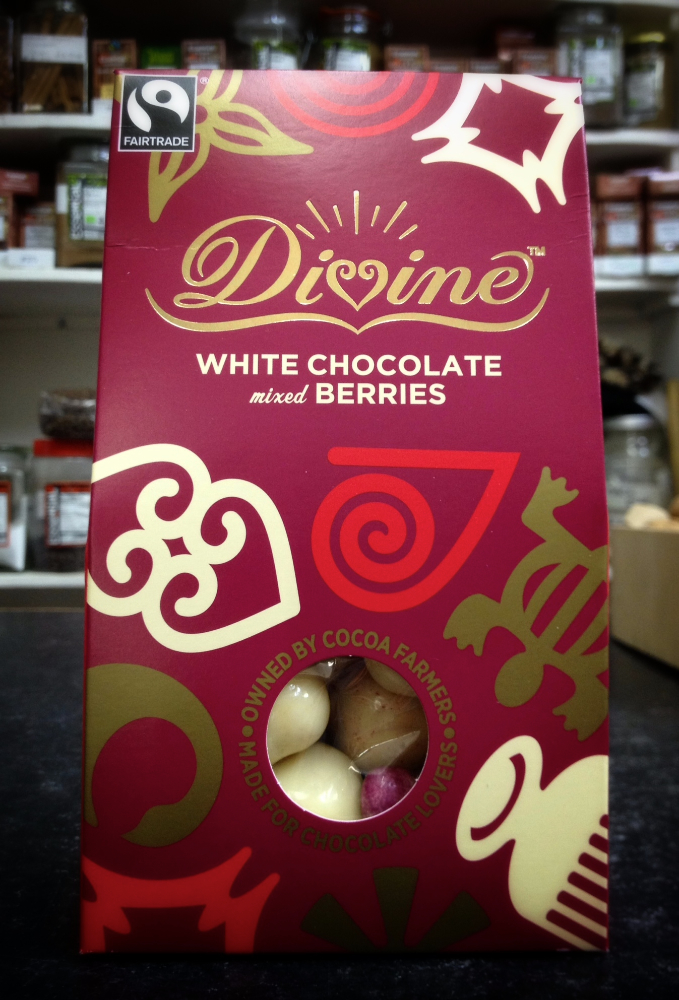 FAIRTRADE
®
Divine™
WHITE CHOCOLATE
mixed BERRIES
• OWNED BY COCOA FARMERS •
MADE FOR CHOCOLATE LOVERS